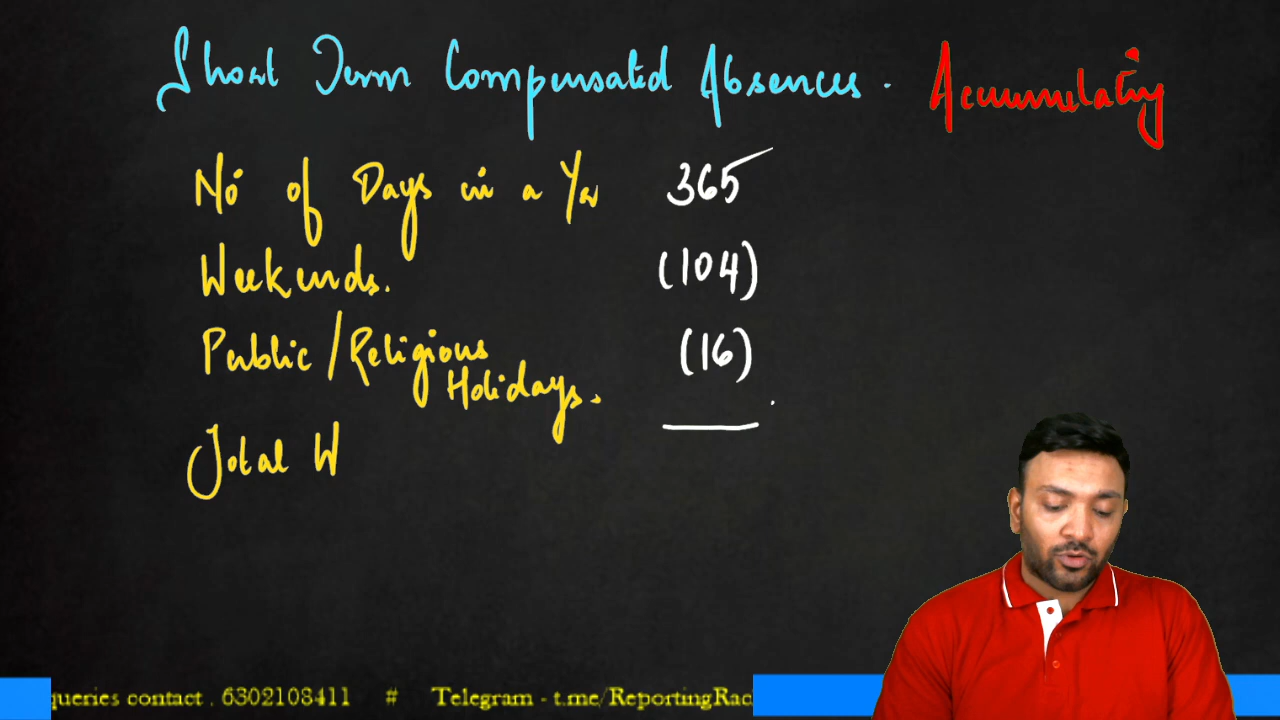 Short Term Compensated Absences. Accumulating
No of Days in a Yr 365
Weekends. (104)
Public/Religious Holidays. (16)
Total W
queries contact . 6302108411 # Telegram - t.me/ReportingRac